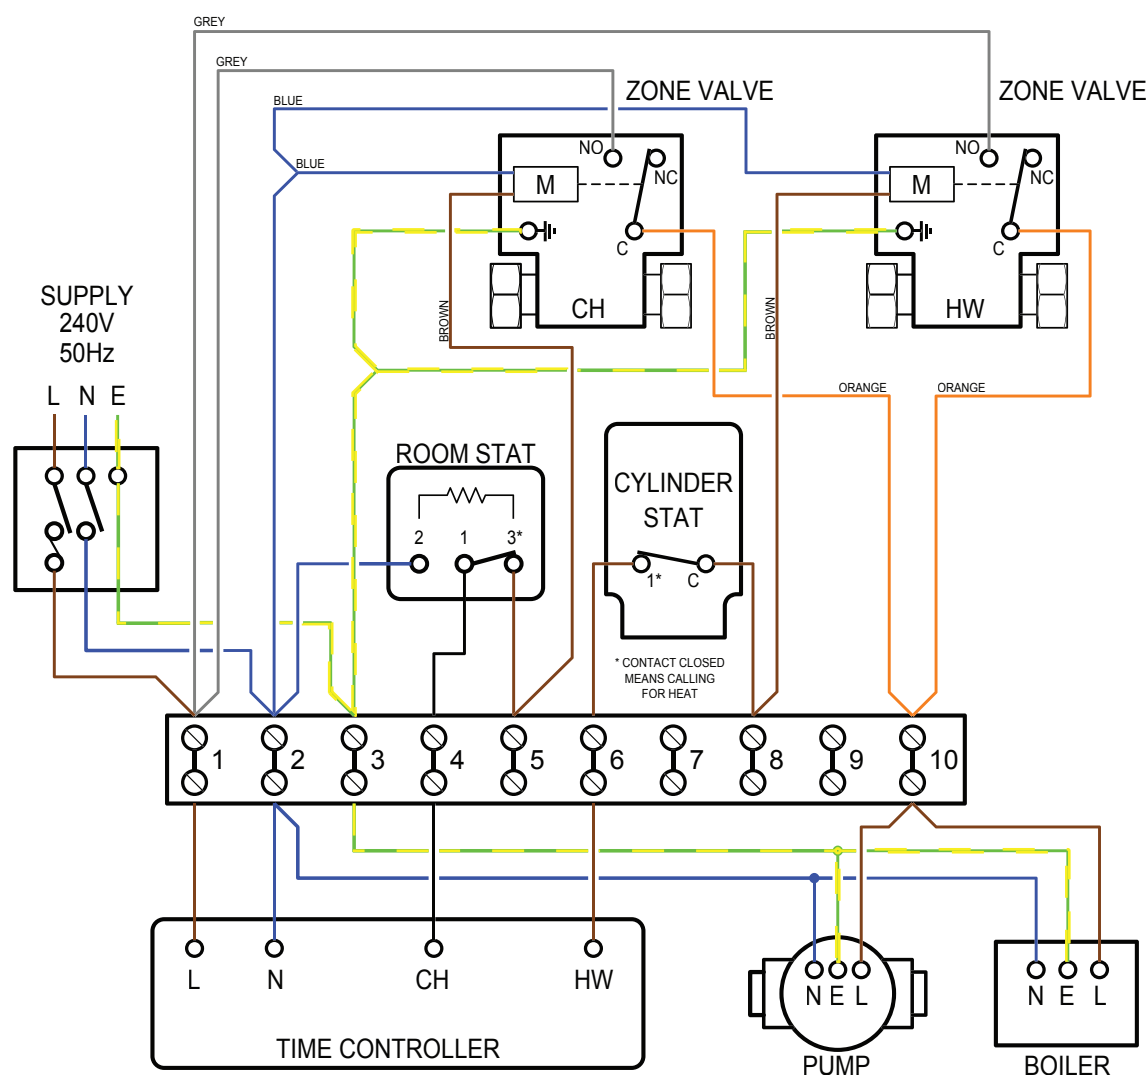 GREY
GREY
ZONE VALVE
ZONE VALVE
BLUE
BLUE
NO
NC
M
C
CH
NO
NC
M
C
HW
BROWN
BROWN
SUPPLY
240V
50Hz
L N E
ORANGE
ORANGE
ROOM STAT
2 1 3*
CYLINDER
STAT
1* C
* CONTACT CLOSED
MEANS CALLING
FOR HEAT
1 2 3 4 5 6 7 8 9 10
L N CH HW
TIME CONTROLLER
N E L
PUMP
N E L
BOILER